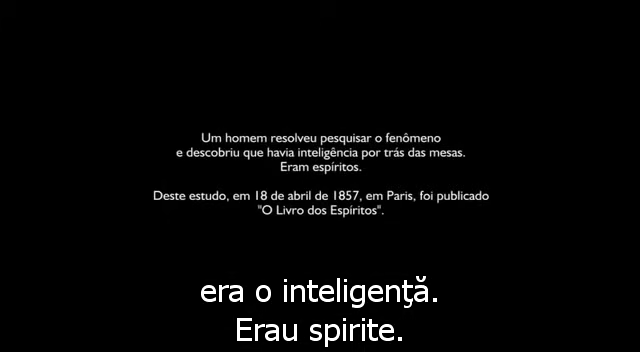 Um homem resolveu pesquisar o fenômeno
e descobriu que havia inteligência por trás das mesas.
Eram espíritos.
Deste estudo, em 18 de abril de 1857, em Paris, foi publicado
"O Livro dos Espíritos".
era o inteligenţă.
Erau spirite.